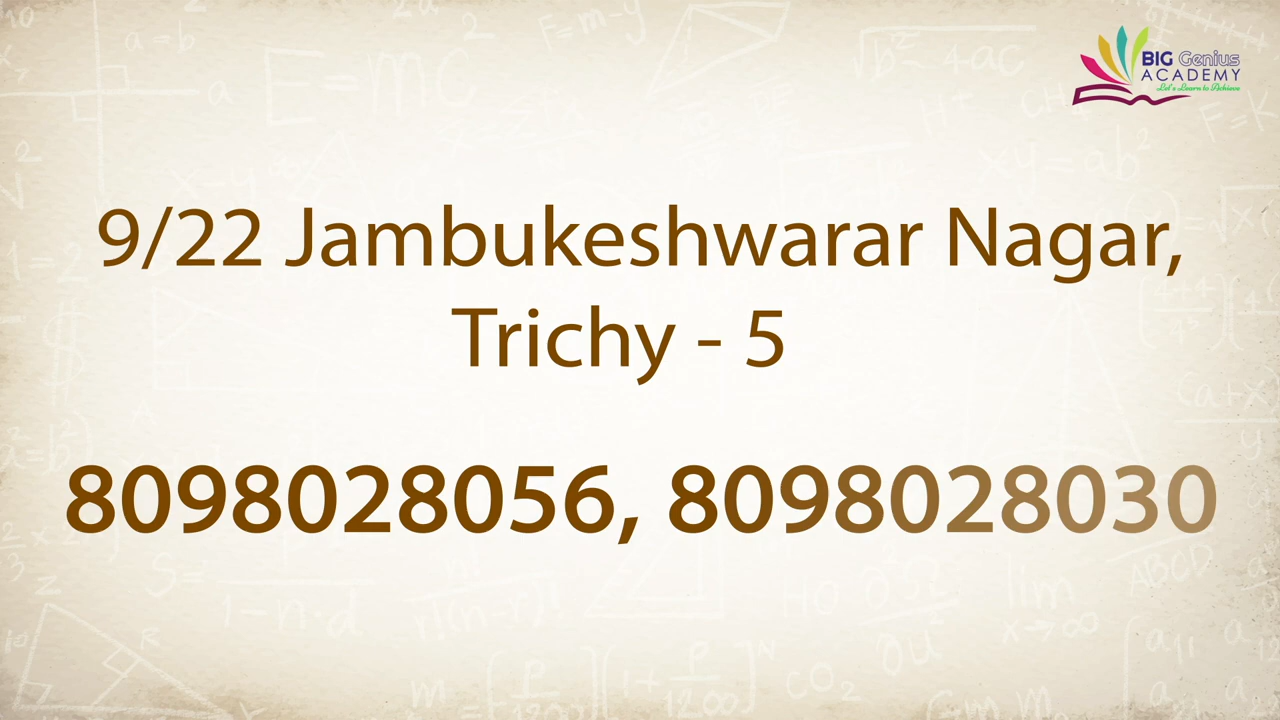 BIG Genius
ACADEMY
Let's Learn to Achieve
9/22 Jambukeshwarar Nagar,
Trichy - 5
8098028056, 8098028030